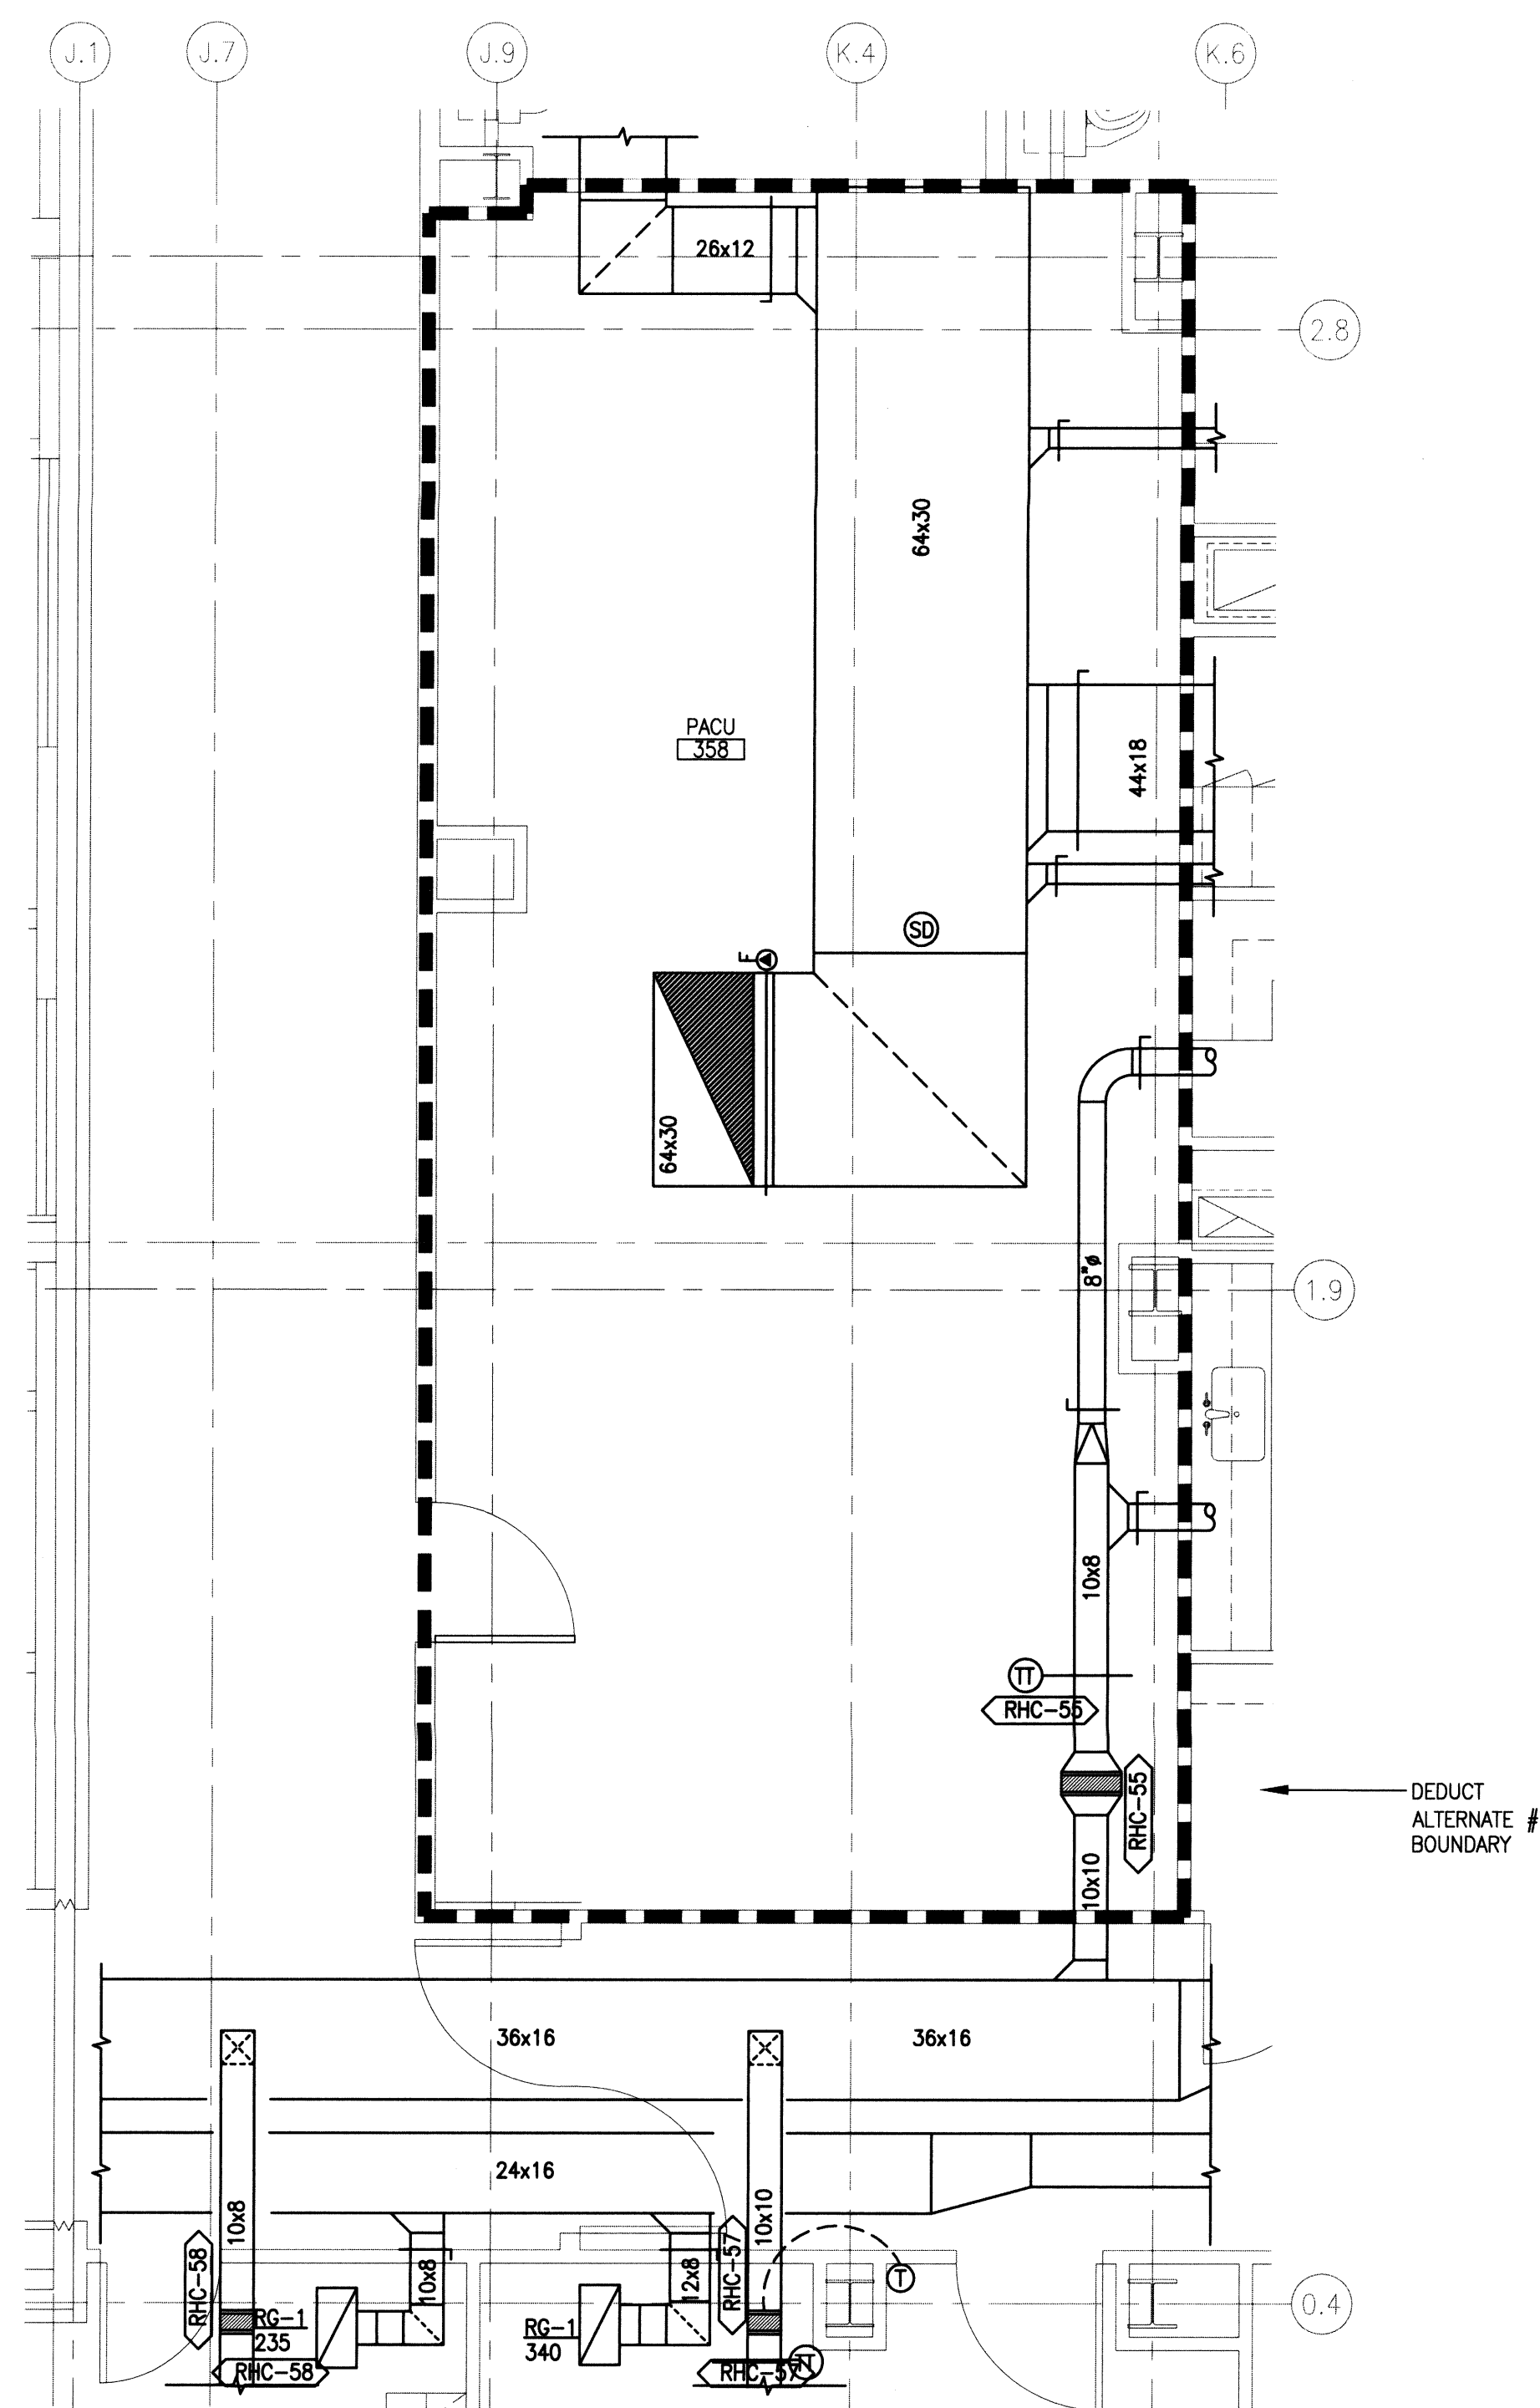 J.1
J.7
J.9
K.4
K.6
26x12
2.8
64x30
PACU
358
44x18
SD
F
64x30
8"ø
1.9
10x8
TT
RHC-55
RHC-55
DEDUCT
ALTERNATE #
BOUNDARY
10x10
36x16
36x16
24x16
10x8
10x10
RHC-58
10x8
12x8
RHC-57
T
0.4
RG-1
235
RG-1
340
RHC-58
RHC-57
TT